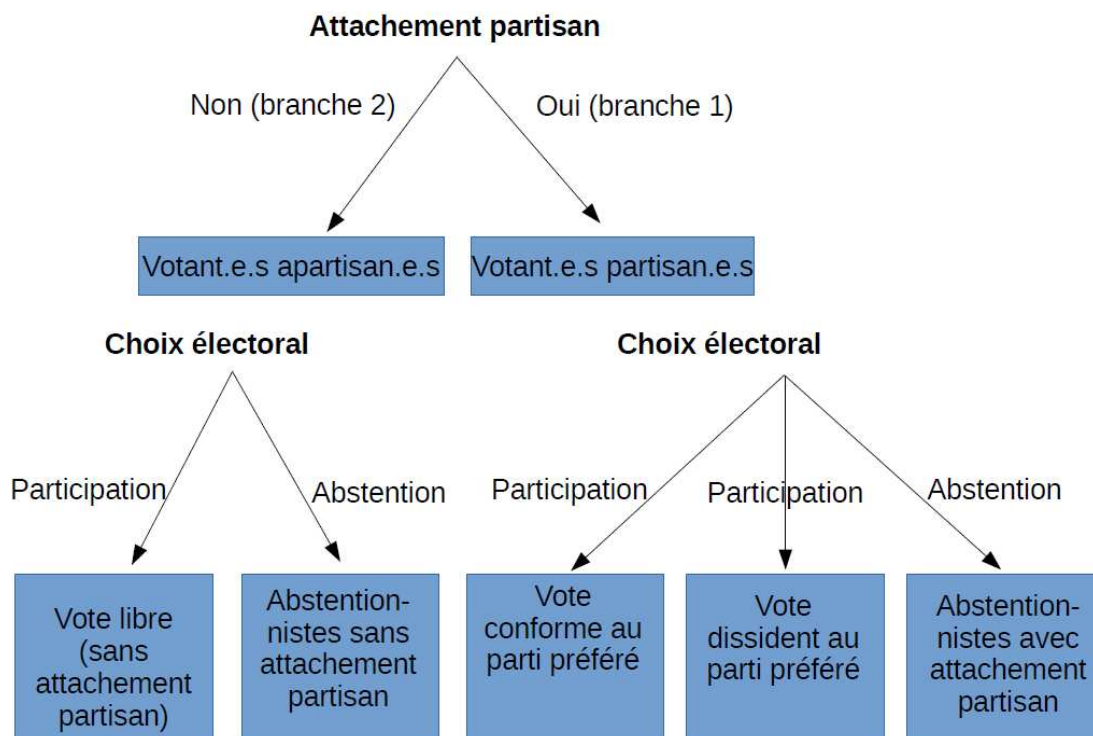 Attachement partisan
Non (branche 2)
Oui (branche 1)
Votant.e.s apartisan.e.s
Votant.e.s partisan.e.s
Choix électoral
Choix électoral
Participation
Abstention
Participation
Participation
Abstention
Vote libre
(sans
attachement
partisan)
Abstention-
nistes sans
attachement
partisan
Vote
conforme au
parti préféré
Vote
dissident au
parti préféré
Abstention-
nistes avec
attachement
partisan